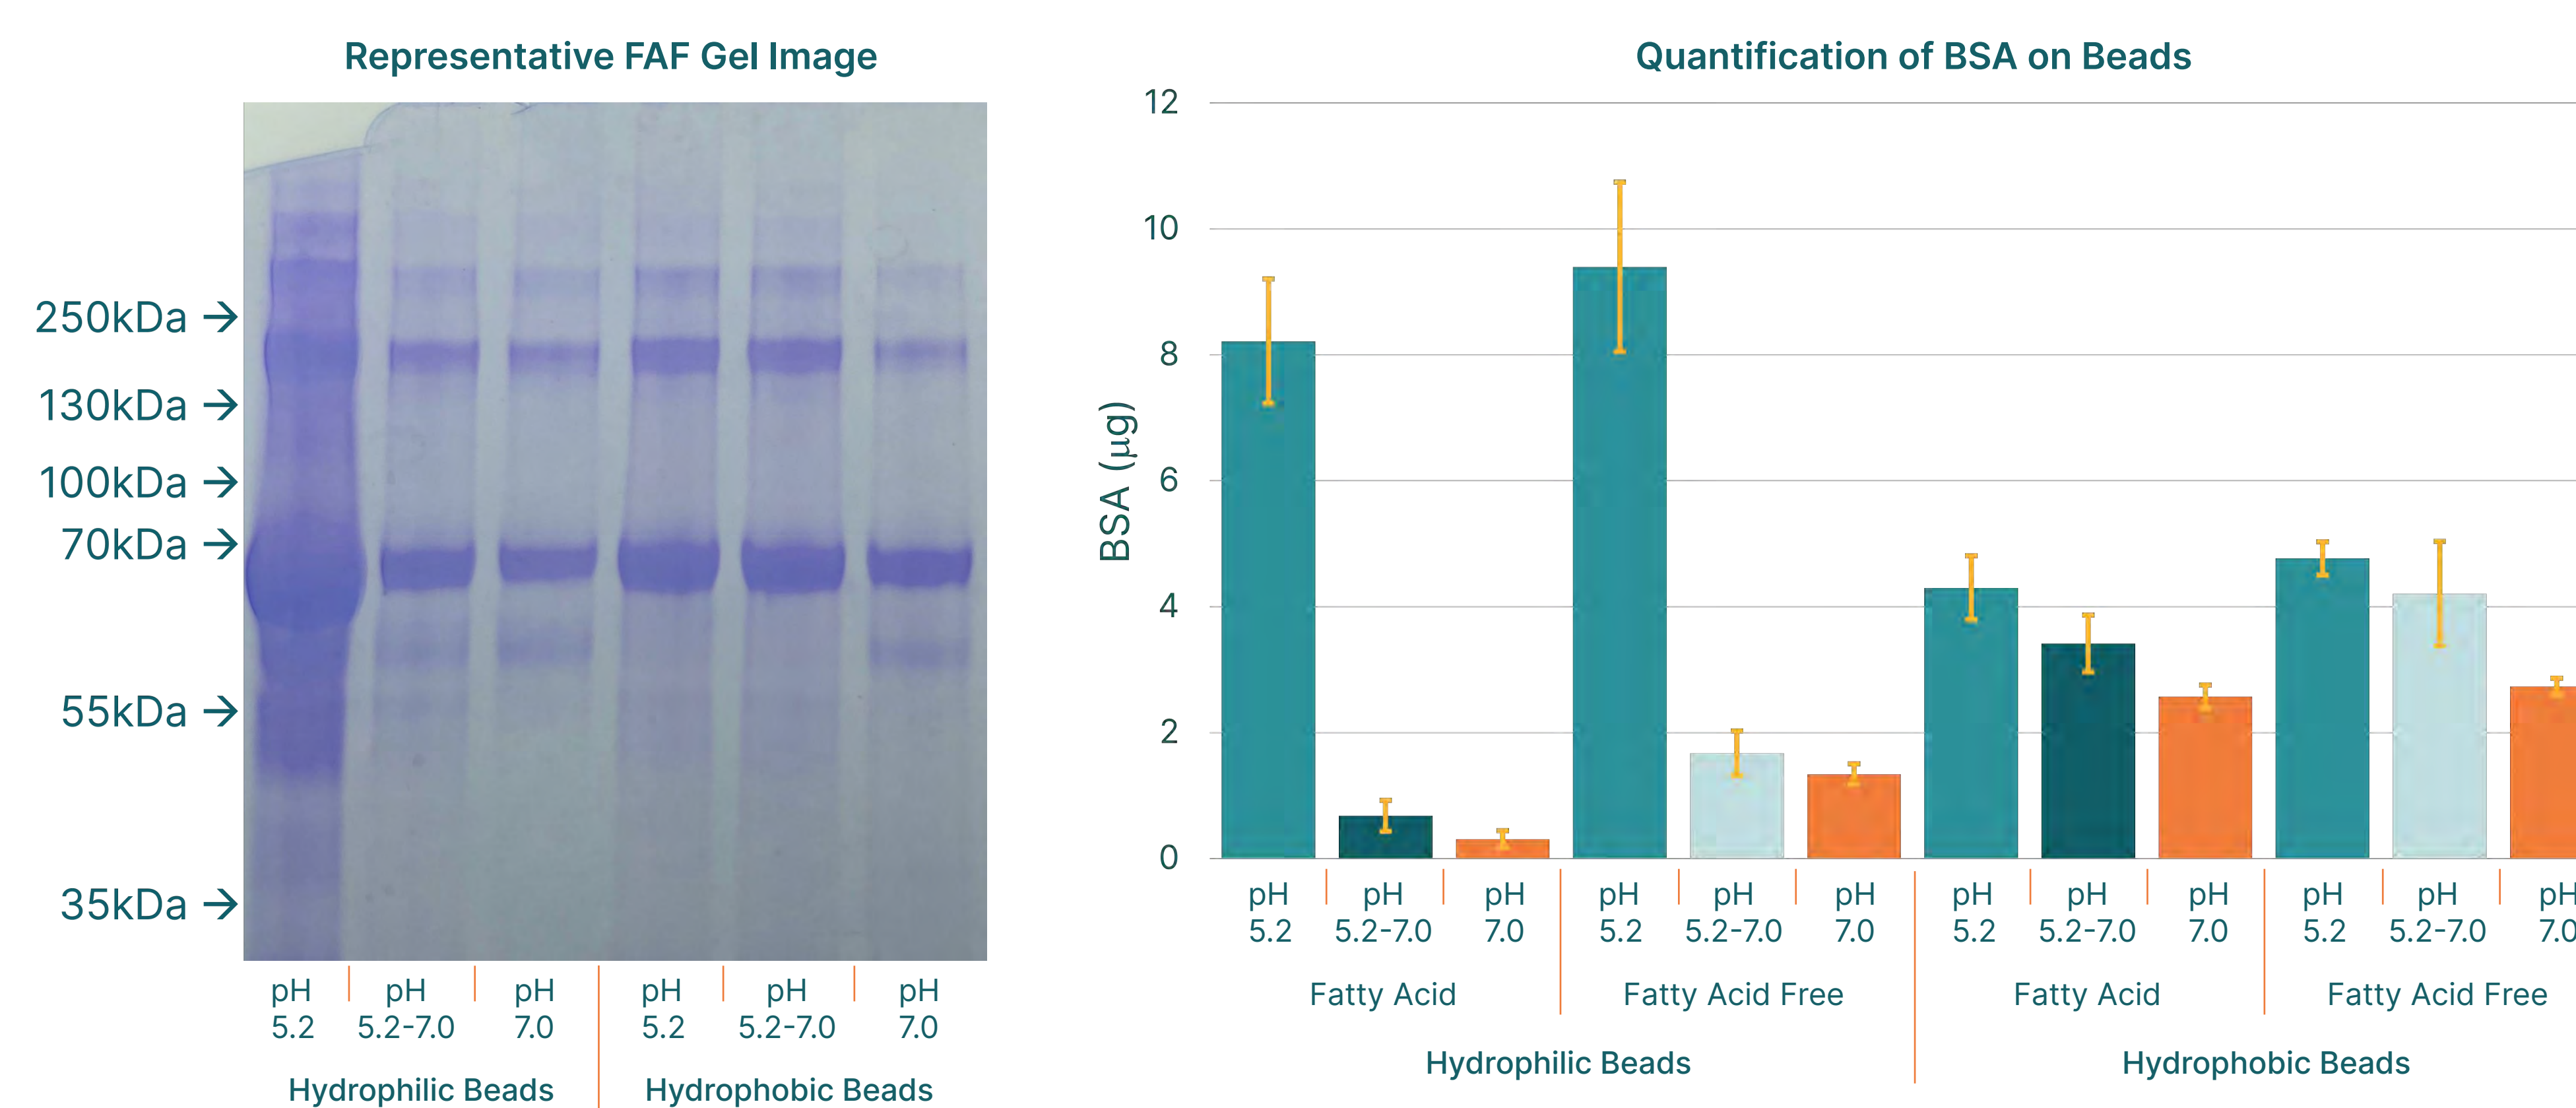 Representative FAF Gel Image
250kDa →
130kDa →
100kDa →
70kDa →
55kDa →
35kDa →
pH pH pH pH pH pH
5.2 5.2-7.0 7.0 5.2 5.2-7.0 7.0
Hydrophilic Beads Hydrophobic Beads
Quantification of BSA on Beads
BSA (μg)
12
10
8
6
4
2
0
pH pH pH pH pH pH pH pH pH pH pH pH
5.2 5.2-7.0 7.0 5.2 5.2-7.0 7.0 5.2 5.2-7.0 7.0 5.2 5.2-7.0 7.0
Fatty Acid Fatty Acid Free Fatty Acid Fatty Acid Free
Hydrophilic Beads Hydrophobic Beads